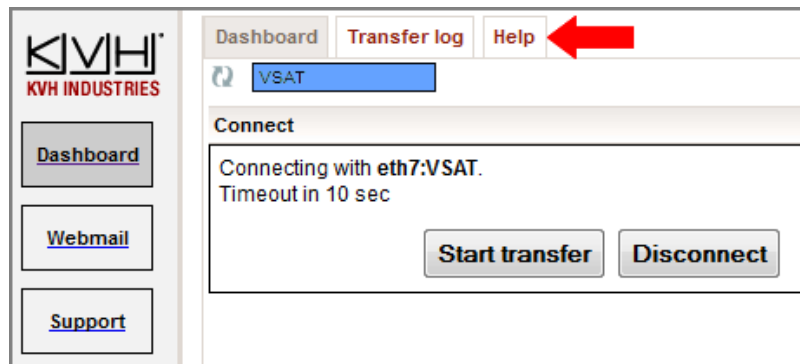 KVH
KVH INDUSTRIES
Dashboard
Webmail
Support
Dashboard Transfer log Help
VSAT
Connect
Connecting with eth7:VSAT.
Timeout in 10 sec
Start transfer Disconnect